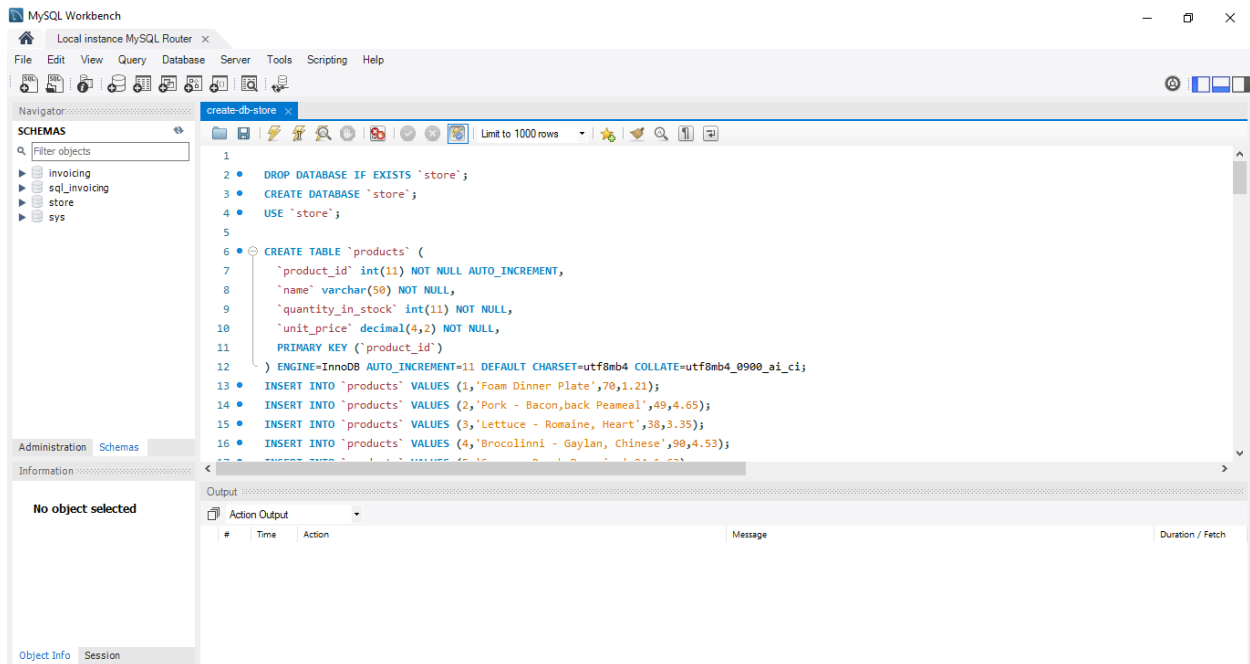 MySQL Workbench
Local instance MySQL Router
File Edit View Query Database Server Tools Scripting Help
Navigator
SCHEMAS
Filter objects
invoicing
sql_invoicing
store
sys
Administration Schemas
Information
No object selected
Object Info Session
create-db-store
Limit to 1000 rows
1
2 DROP DATABASE IF EXISTS `store`;
3 CREATE DATABASE `store`;
4 USE `store`;
5
6 CREATE TABLE `products` (
7 `product_id` int(11) NOT NULL AUTO_INCREMENT,
8 `name` varchar(50) NOT NULL,
9 `quantity_in_stock` int(11) NOT NULL,
10 `unit_price` decimal(4,2) NOT NULL,
11 PRIMARY KEY (`product_id`)
12 ) ENGINE=InnoDB AUTO_INCREMENT=11 DEFAULT CHARSET=utf8mb4 COLLATE=utf8mb4_0900_ai_ci;
13 INSERT INTO `products` VALUES (1,'Foam Dinner Plate',70,1.21);
14 INSERT INTO `products` VALUES (2,'Pork - Bacon,back Peameal',49,4.65);
15 INSERT INTO `products` VALUES (3,'Lettuce - Romaine, Heart',38,3.35);
16 INSERT INTO `products` VALUES (4,'Brocolinni - Gaylan, Chinese',90,4.53);
Output
Action Output
# Time Action Message Duration / Fetch